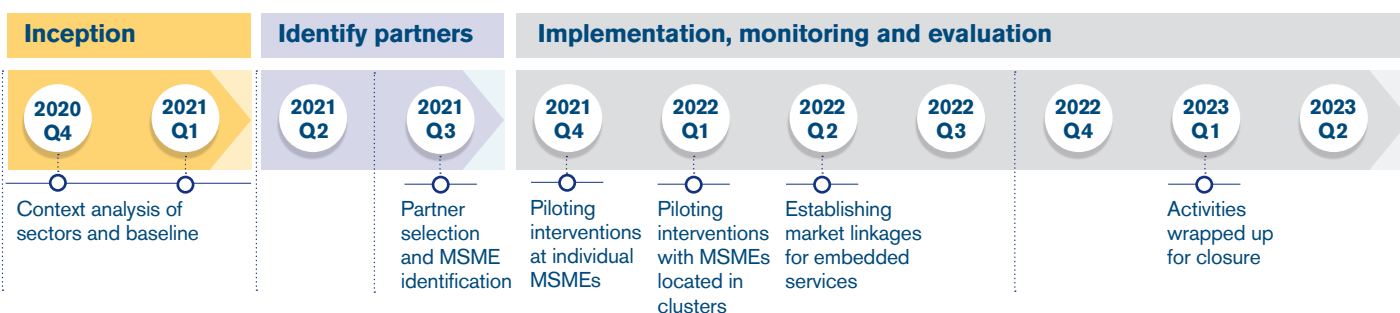 Inception
Identify partners
Implementation, monitoring and evaluation
2020
Q4
2021
Q1
2021
Q2
2021
Q3
2021
Q4
2022
Q1
2022
Q2
2022
Q3
2022
Q4
2023
Q1
2023
Q2
Context analysis of
sectors and baseline
Partner
selection
and MSME
identification
Piloting
interventions
at individual
MSMEs
Piloting
interventions
with MSMEs
located in
clusters
Establishing
market linkages
for embedded
services
Activities
wrapped up
for closure